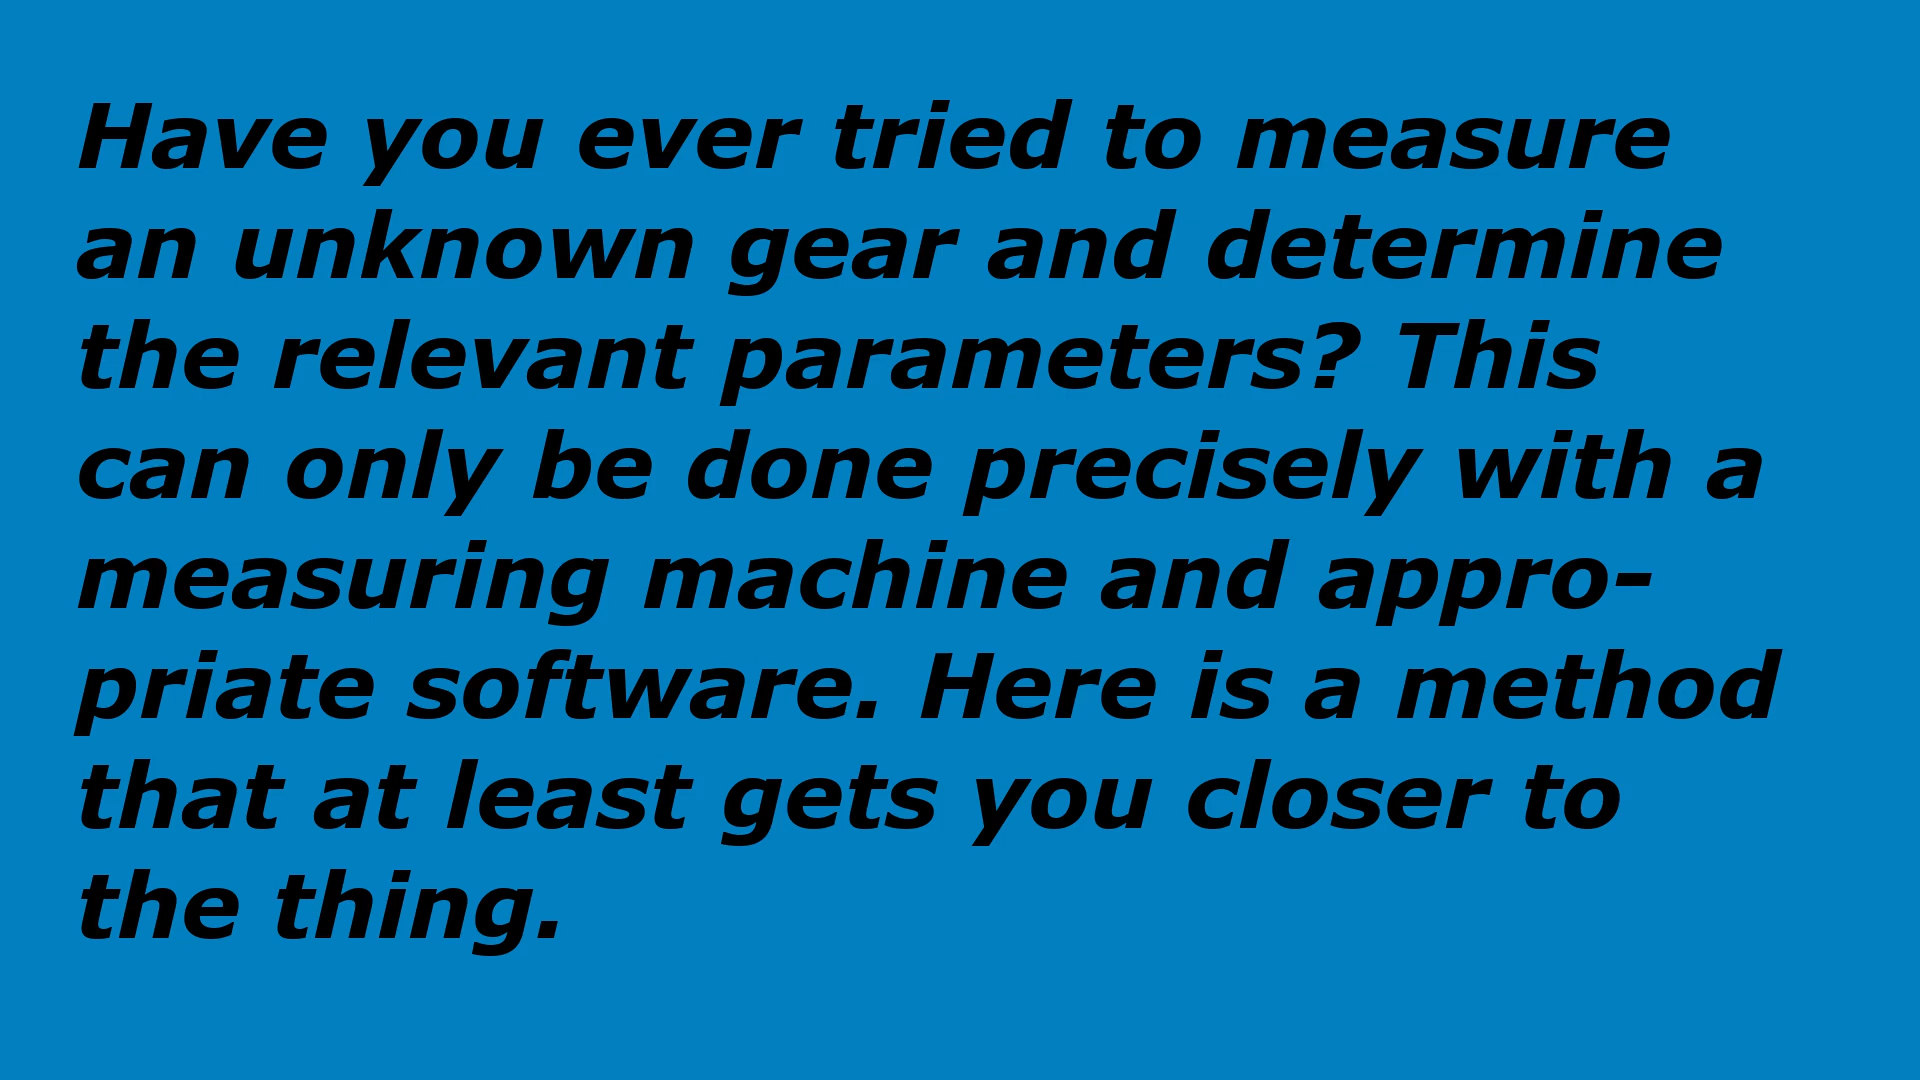 Have you ever tried to measure
an unknown gear and determine
the relevant parameters? This
can only be done precisely with a
measuring machine and appro-
priate software. Here is a method
that at least gets you closer to
the thing.